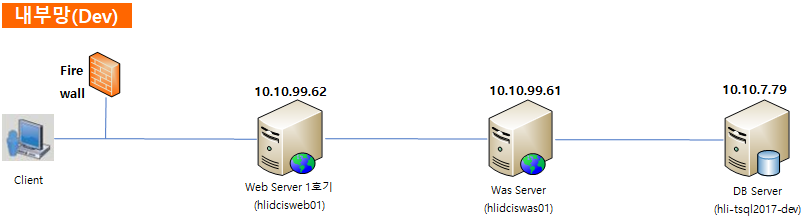 내부망(Dev)
Fire
wall
10.10.99.62
10.10.99.61
10.10.7.79
Client
Web Server 1호기
(hlidcisweb01)
Was Server
(hlidciswas01)
DB Server
(hli-tsql2017-dev)